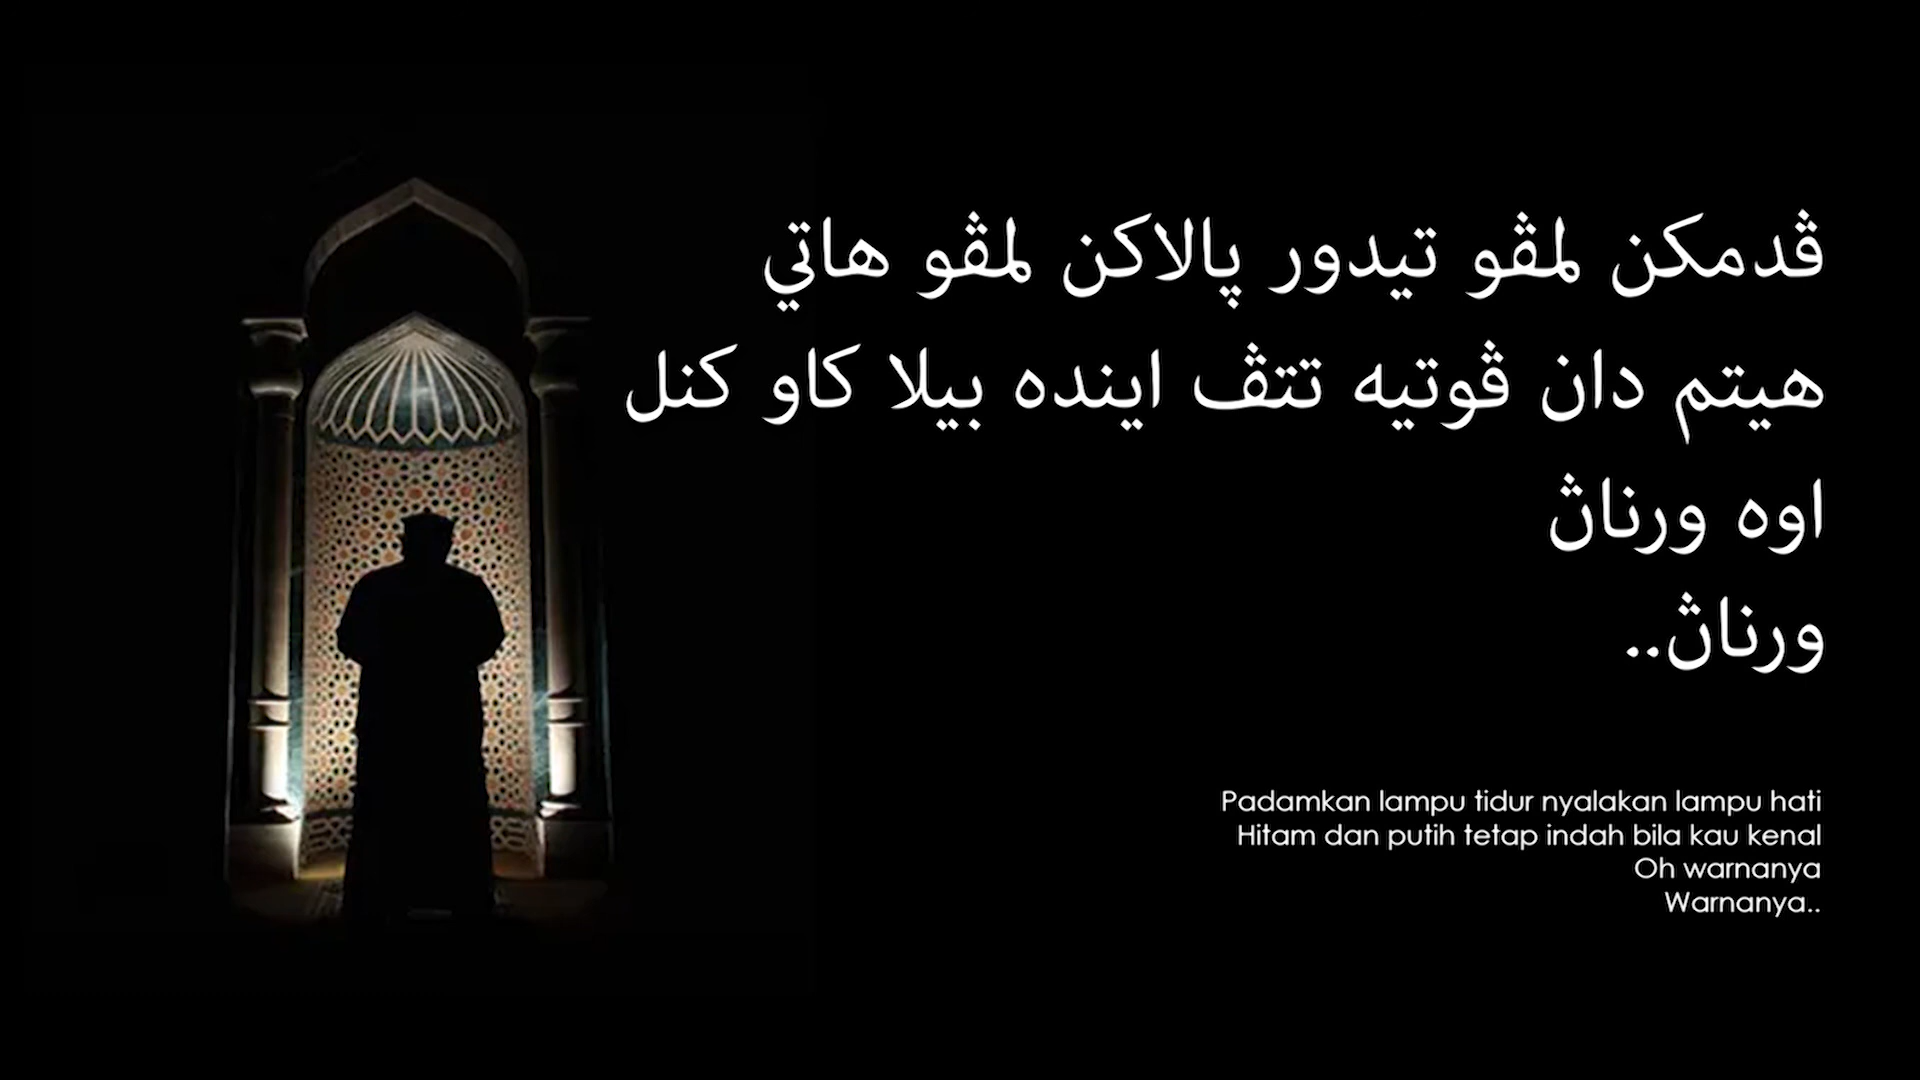 ڤدمكن لمڤو تيدور پالاكن لمڤو هاتي
هيتم دان ڤوتيه تتڤ اينده بيلا كاو كنل
اوه ورناڽ
ورناڽ..
Padamkan lampu tidur nyalakan lampu hati
Hitam dan putih tetap indah bila kau kenal
Oh warnanya
Warnanya..